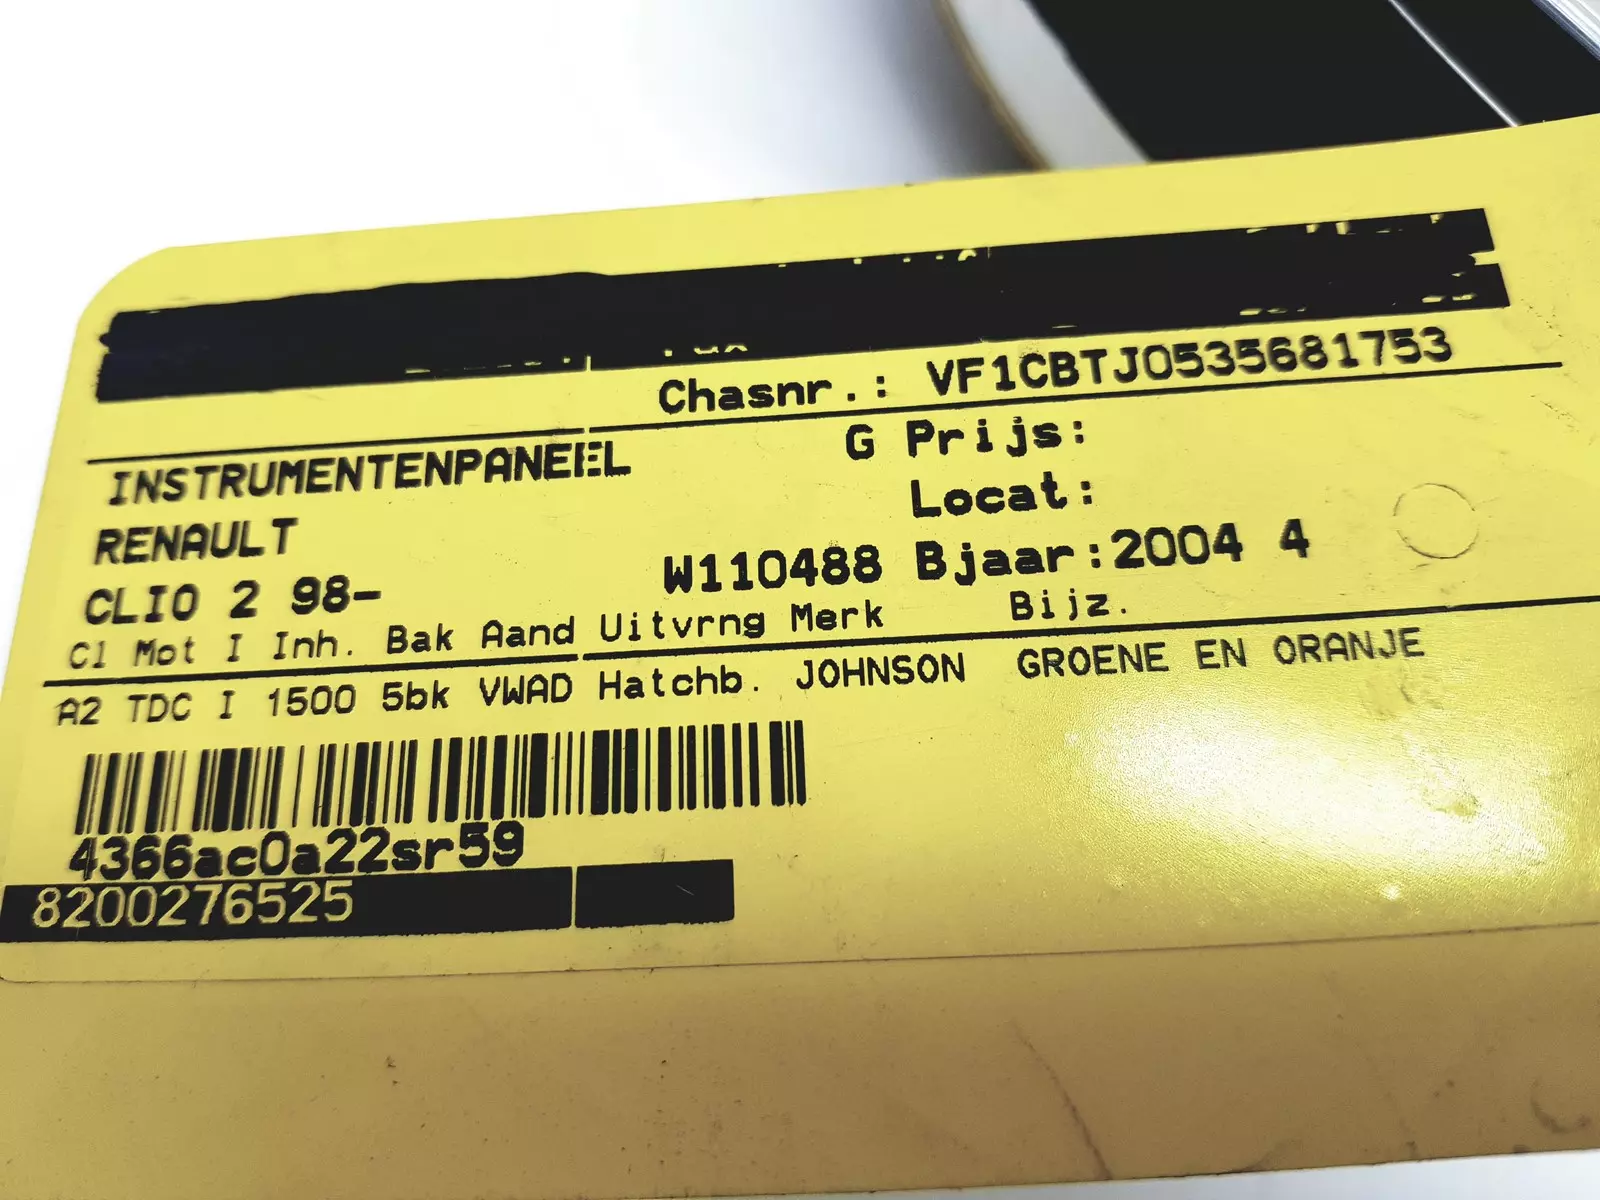 Chasnr.: VF1CBTJ0535681753
INSTRUMENTENPANEEL G Prijs:
RENAULT Locat:
CLIO 2 98- W110488 Bjaar:2004 4
Cl Mot I Inh. Bak Aand Uitvrng Merk Bijz.
A2 TDC I 1500 5bk VWAD Hatchb. JOHNSON GROENE EN ORANJE
4366ac0a22sr59
8200276525